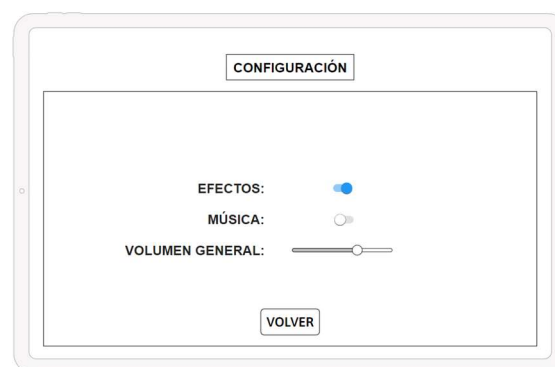 CONFIGURACIÓN
EFECTOS:
MÚSICA:
VOLUMEN GENERAL:
VOLVER